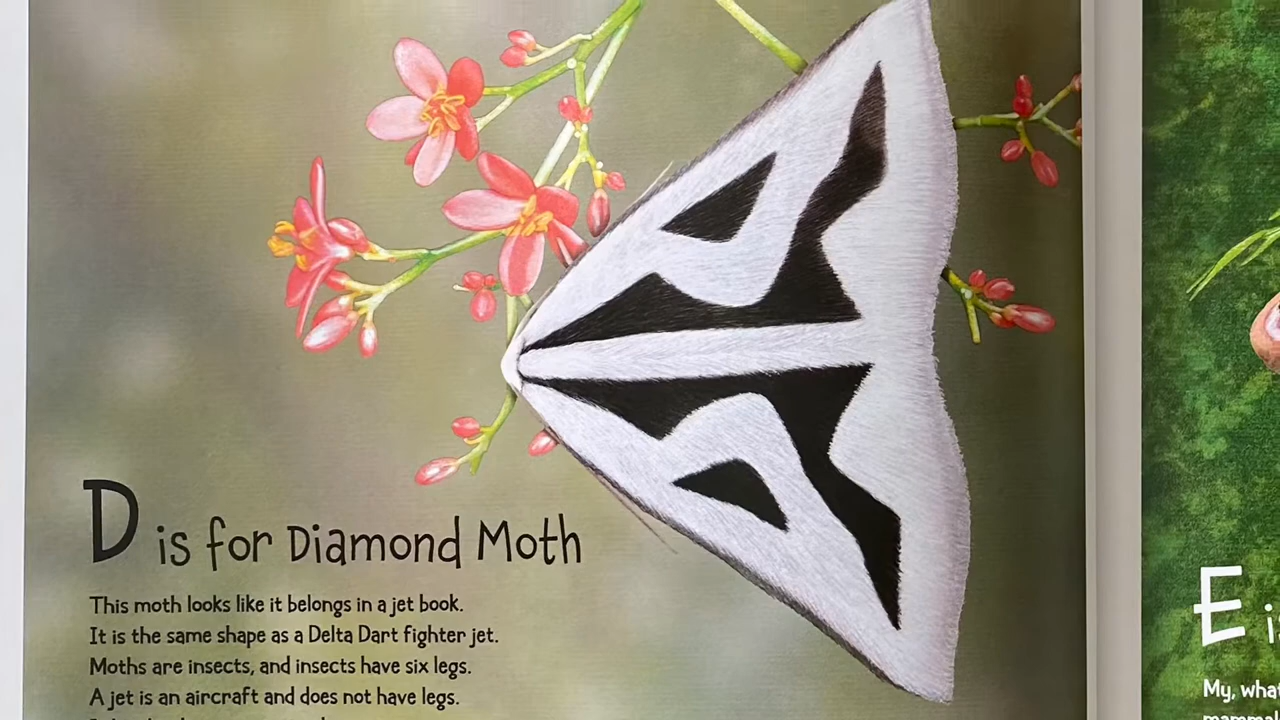 D is for Diamond Moth
This moth looks like it belongs in a jet book.
It is the same shape as a Delta Dart fighter jet.
Moths are insects, and insects have six legs.
A jet is an aircraft and does not have legs.
E i
My, what